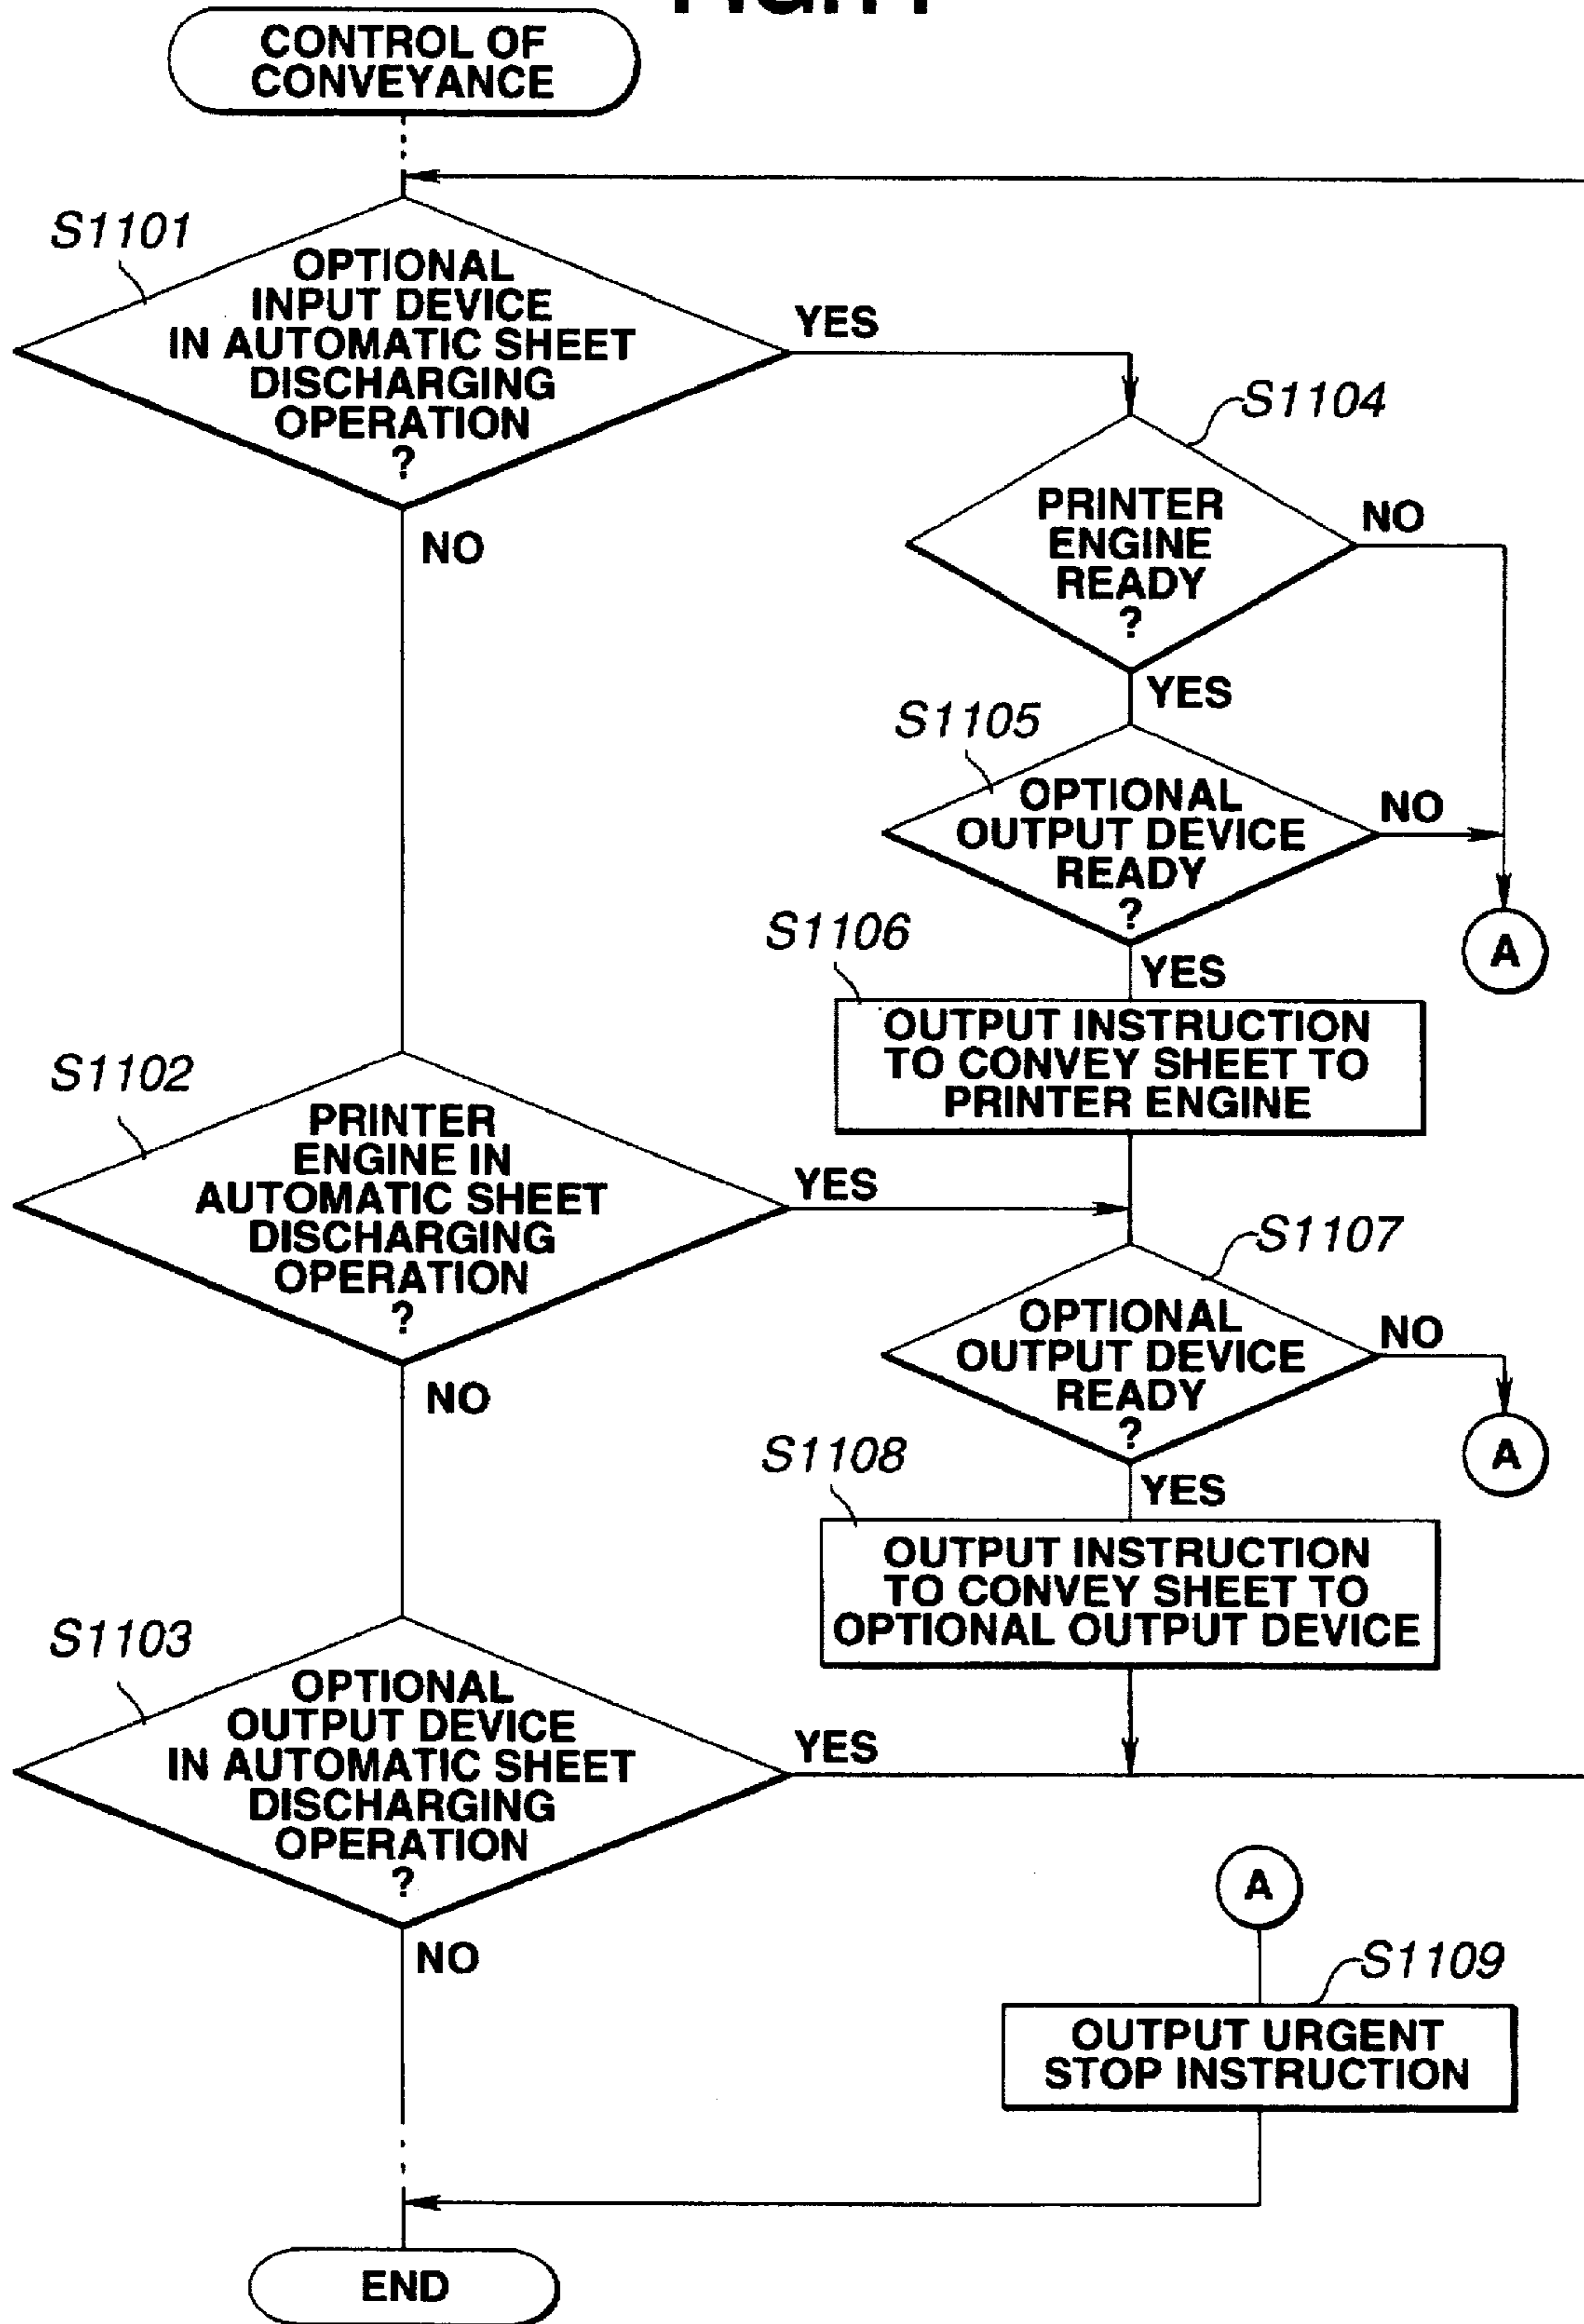 CONTROL OF
CONVEYANCE
S1101
OPTIONAL
INPUT DEVICE
IN AUTOMATIC SHEET
DISCHARGING
OPERATION
?
YES
NO
S1104
PRINTER
ENGINE
READY
?
NO
YES
S1105
OPTIONAL
OUTPUT DEVICE
READY
?
NO
A
YES
S1106
OUTPUT INSTRUCTION
TO CONVEY SHEET TO
PRINTER ENGINE
S1102
PRINTER
ENGINE IN
AUTOMATIC SHEET
DISCHARGING
OPERATION
?
YES
NO
S1107
OPTIONAL
OUTPUT DEVICE
READY
?
NO
A
YES
S1108
OUTPUT INSTRUCTION
TO CONVEY SHEET TO
OPTIONAL OUTPUT DEVICE
S1103
OPTIONAL
OUTPUT DEVICE
IN AUTOMATIC SHEET
DISCHARGING
OPERATION
?
YES
NO
A
S1109
OUTPUT URGENT
STOP INSTRUCTION
END